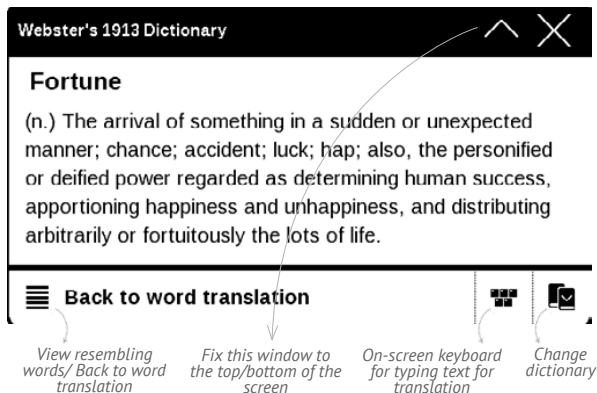 Webster's 1913 Dictionary
Fortune
(n.) The arrival of something in a sudden or unexpected
manner; chance; accident; luck; hap; also, the personified
or deified power regarded as determining human success,
apportioning happiness and unhappiness, and distributing
arbitrarily or fortuitously the lots of life.
Back to word translation
View resembling
words/ Back to word
translation
Fix this window to
the top/bottom of the
screen
On-screen keyboard
for typing text for
translation
Change
dictionary